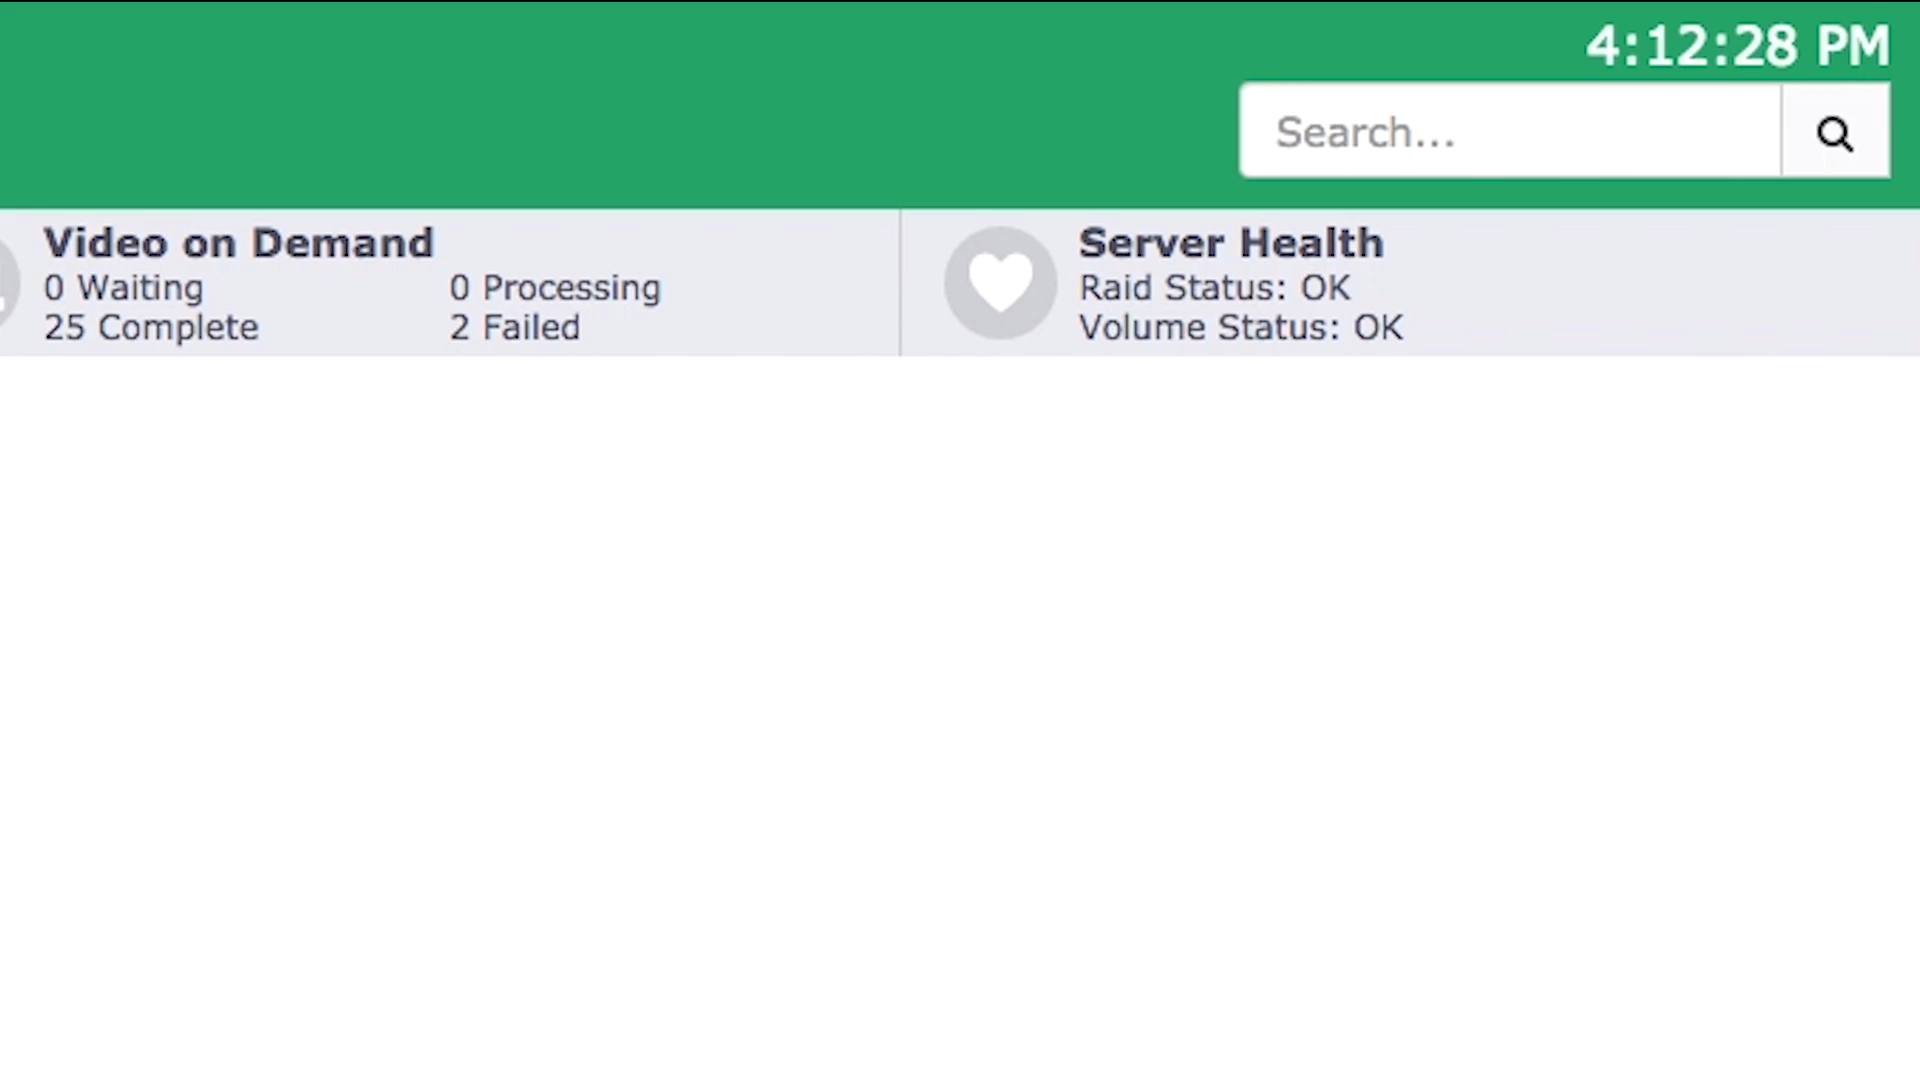 4:12:28 PM
Search...
Video on Demand
0 Waiting 0 Processing
25 Complete 2 Failed
Server Health
Raid Status: OK
Volume Status: OK